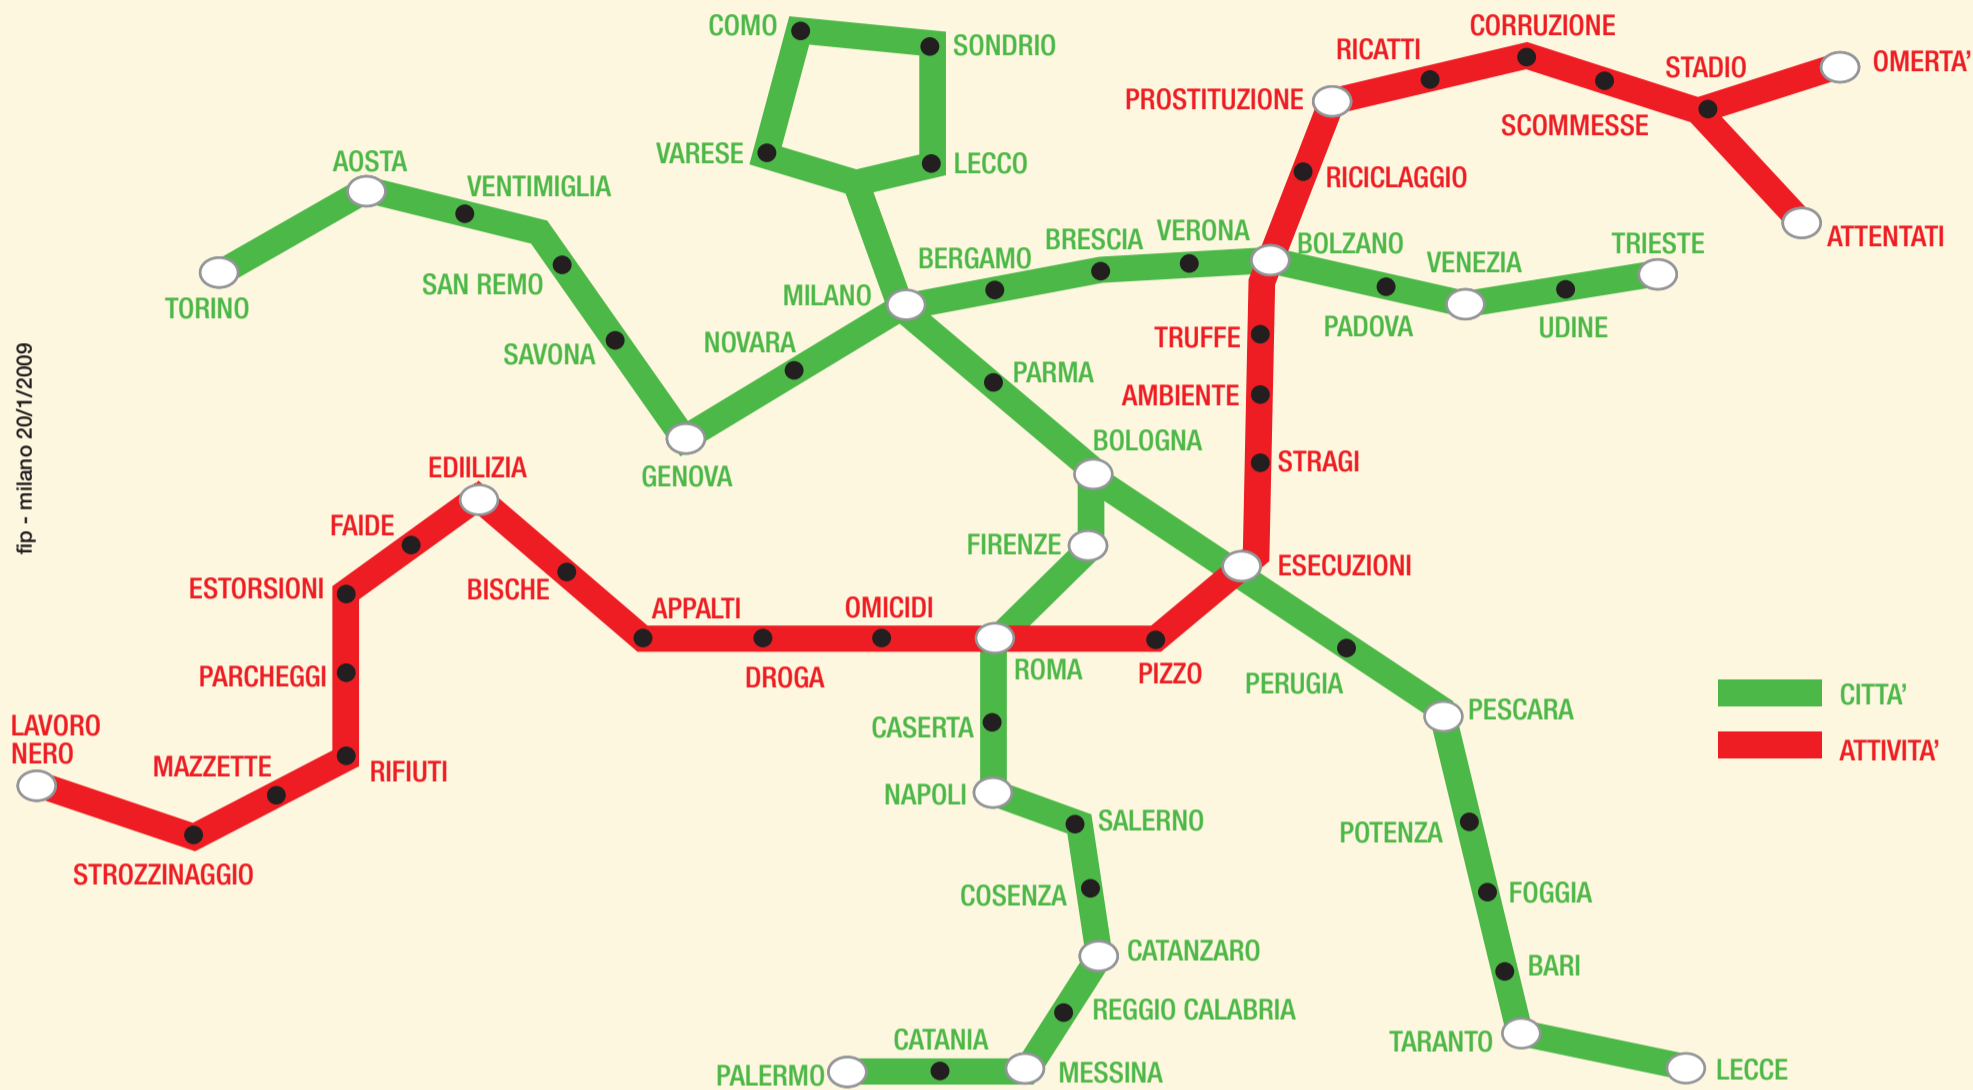 COMO
SONDRIO
VARESE
LECCO
CORRUZIONE
RICATTI
STADIO
OMERTA'
PROSTITUZIONE
SCOMMESSE
RICICLAGGIO
ATTENTATI
AOSTA
VENTIMIGLIA
TORINO
SAN REMO
SAVONA
GENOVA
NOVARA
MILANO
BERGAMO
BRESCIA
VERONA
BOLZANO
PADOVA
VENEZIA
UDINE
TRIESTE
TRUFFE
AMBIENTE
STRAGI
ESECUZIONI
PARMA
BOLOGNA
FIRENZE
ROMA
PIZZO
PERUGIA
PESCARA
EDIILIZIA
FAIDE
ESTORSIONI
BISCHE
APPALTI
DROGA
OMICIDI
PARCHEGGI
RIFIUTI
MAZZETTE
LAVORO
NERO
STROZZINAGGIO
CASERTA
NAPOLI
SALERNO
COSENZA
CATANZARO
REGGIO CALABRIA
MESSINA
CATANIA
PALERMO
POTENZA
FOGGIA
BARI
TARANTO
LECCE
CITTA'
ATTIVITA'
fip - milano 20/1/2009